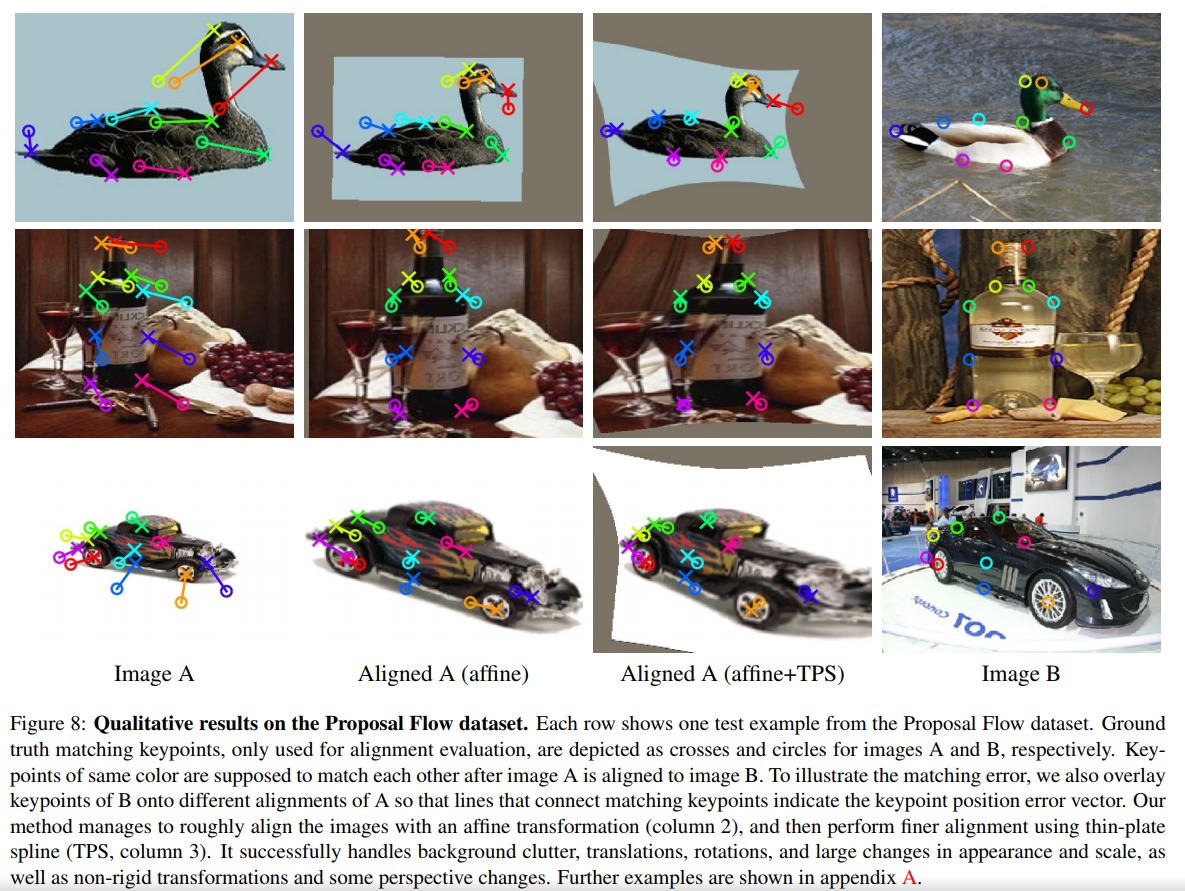 Image A
Aligned A (affine)
Aligned A (affine+TPS)
Image B
Figure 8: Qualitative results on the Proposal Flow dataset. Each row shows one test example from the Proposal Flow dataset. Ground
truth matching keypoints, only used for alignment evaluation, are depicted as crosses and circles for images A and B, respectively. Key-
points of same color are supposed to match each other after image A is aligned to image B. To illustrate the matching error, we also overlay
keypoints of B onto different alignments of A so that lines that connect matching keypoints indicate the keypoint position error vector. Our
method manages to roughly align the images with an affine transformation (column 2), and then perform finer alignment using thin-plate
spline (TPS, column 3). It successfully handles background clutter, translations, rotations, and large changes in appearance and scale, as
well as non-rigid transformations and some perspective changes. Further examples are shown in appendix A.